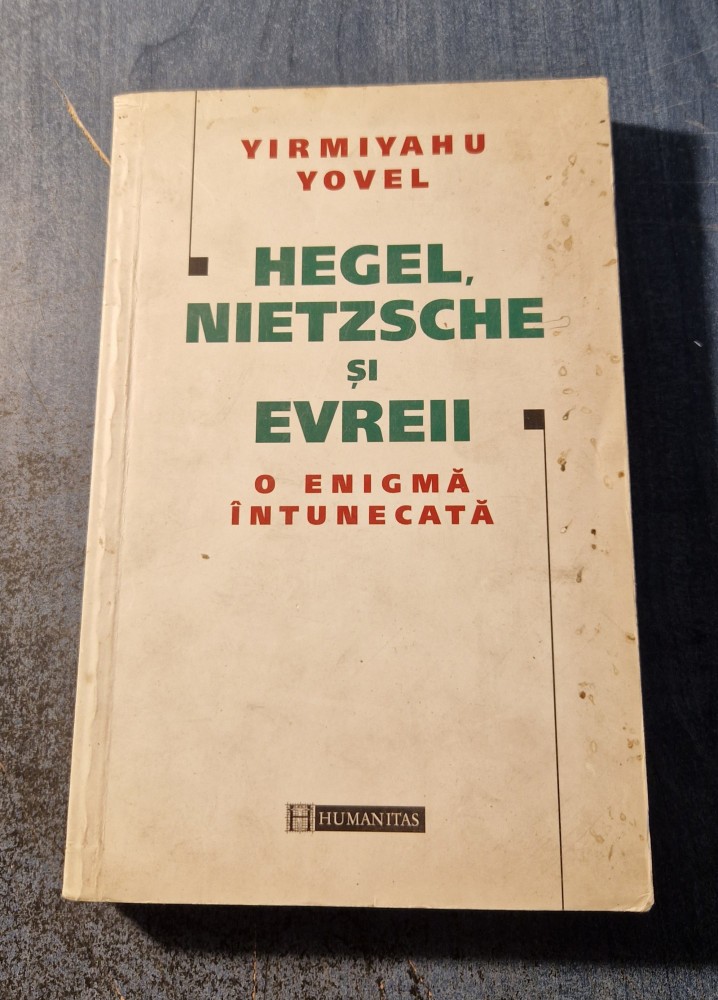 YIRMIYAHU
YOVEL
HEGEL,
NIETZSCHE
ȘI
EVREII
O ENIGMĂ
ÎNTUNECATĂ
H HUMANITAS